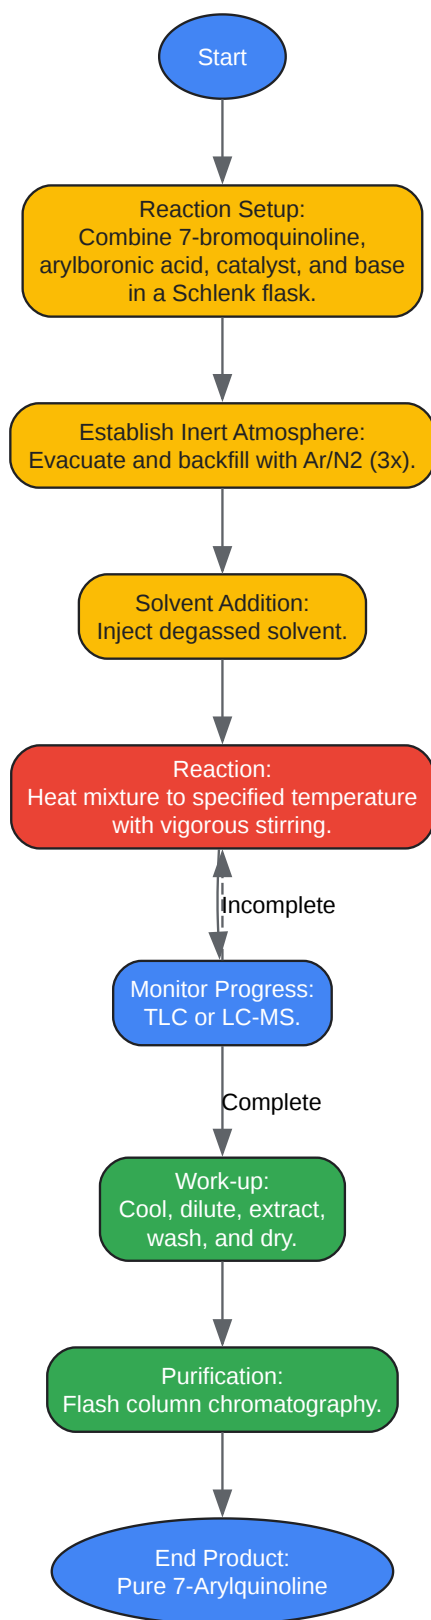 Start
Reaction Setup:
Combine 7-bromoquinoline,
arylboronic acid, catalyst, and base
in a Schlenk flask.
Establish Inert Atmosphere:
Evacuate and backfill with Ar/N2 (3x).
Solvent Addition:
Inject degassed solvent.
Reaction:
Heat mixture to specified temperature
with vigorous stirring.
Incomplete
Monitor Progress:
TLC or LC-MS.
Complete
Work-up:
Cool, dilute, extract,
wash, and dry.
Purification:
Flash column chromatography.
End Product:
Pure 7-Arylquinoline